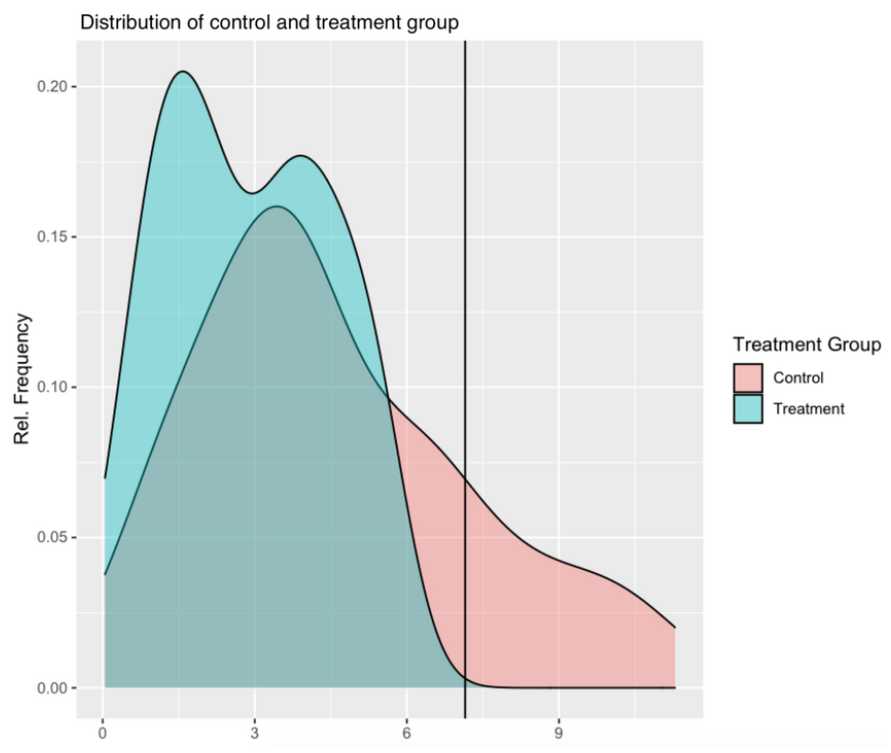 Distribution of control and treatment group
Rel. Frequency
0.20
0.15
0.10
0.05
0.00
0
3
6
9
Treatment Group
Control
Treatment